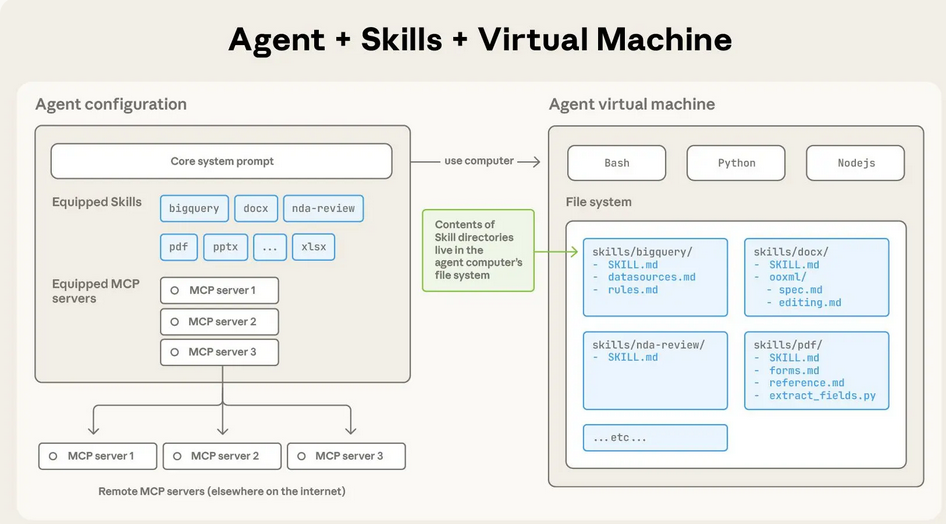 Agent + Skills + Virtual Machine
Agent configuration
Core system prompt
Equipped Skills
bigquery
docx
nda-review
pdf
pptx
...
xlsx
Equipped MCP
servers
MCP server 1
MCP server 2
MCP server 3
MCP server 1
MCP server 2
MCP server 3
Remote MCP servers (elsewhere on the internet)
use computer
Contents of
Skill directories
live in the
agent computer's
file system
Agent virtual machine
Bash
Python
Nodejs
File system
skills/bigquery/
- SKILL.md
- datasources.md
- rules.md
skills/docx/
- SKILL.md
- ooxml/
- spec.md
- editing.md
skills/nda-review/
- SKILL.md
skills/pdf/
- SKILL.md
- forms.md
- reference.md
- extract_fields.py
...etc...